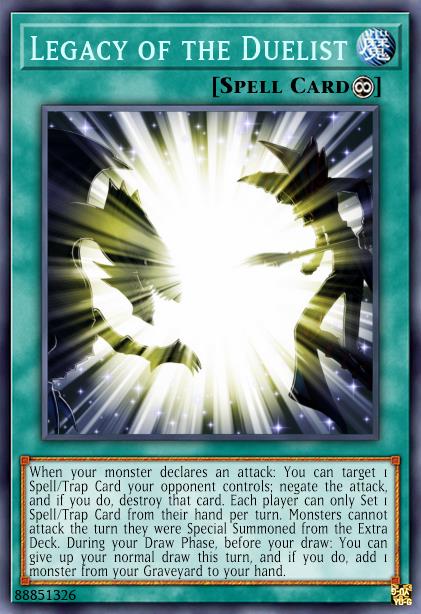 Legacy of the Duelist
[Spell Card]
When your monster declares an attack: You can target 1
Spell/Trap Card your opponent controls; negate the attack,
and if you do, destroy that card. Each player can only Set 1
Spell/Trap Card from their hand per turn. Monsters cannot
attack the turn they were Special Summoned from the Extra
Deck. During your Draw Phase, before your draw: You can
give up your normal draw this turn, and if you do, add 1
monster from your Graveyard to your hand.
88851326